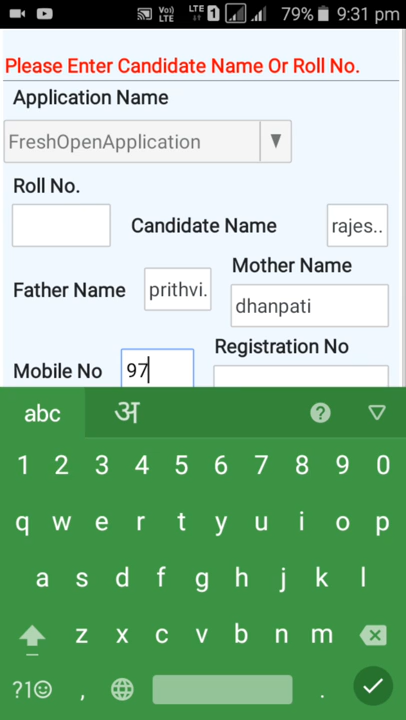 Vo))
LTE
LTE
1
79%
9:31 pm
Please Enter Candidate Name Or Roll No.
Application Name
FreshOpenApplication
Roll No.
Candidate Name
rajes..
Father Name
prithvi.
Mother Name
dhanpati
Mobile No
97
Registration No
abc
अ
?
1 2 3 4 5 6 7 8 9 0
q w e r t y u i o p
a s d f g h j k l
z x c v b n m
?1☺ , .